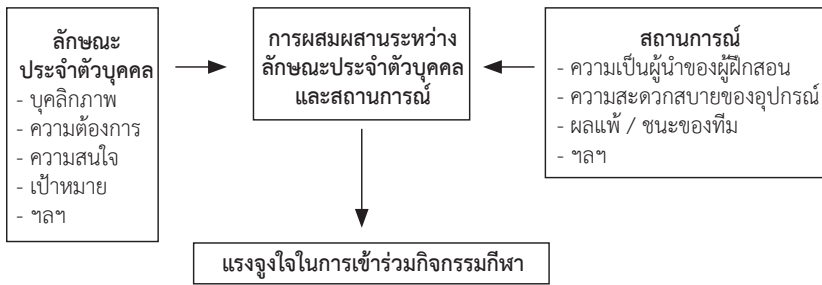 ลักษณะ
ประจำตัวบุคคล
- บุคลิกภาพ
- ความต้องการ
- ความสนใจ
- เป้าหมาย
- ฯลฯ
การผสมผสานระหว่าง
ลักษณะประจำตัวบุคคล
และสถานการณ์
สถานการณ์
- ความเป็นผู้นำของผู้ฝึกสอน
- ความสะดวกสบายของอุปกรณ์
- ผลแพ้ / ชนะของทีม
- ฯลฯ
แรงจูงใจในการเข้าร่วมกิจกรรมกีฬา